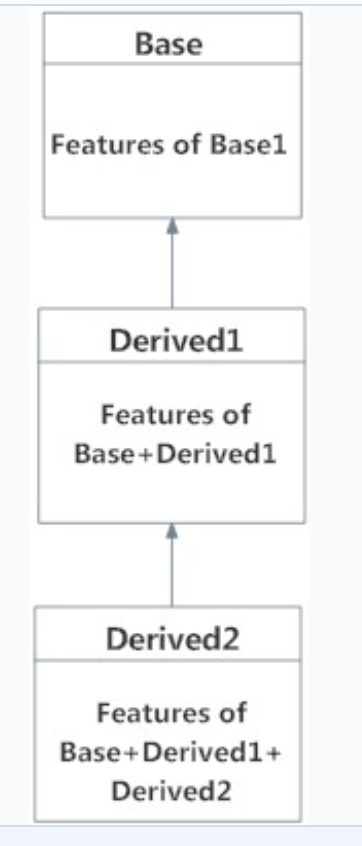 Base
Features of Base1
Derived1
Features of
Base+Derived1
Derived2
Features of
Base+Derived1+
Derived2